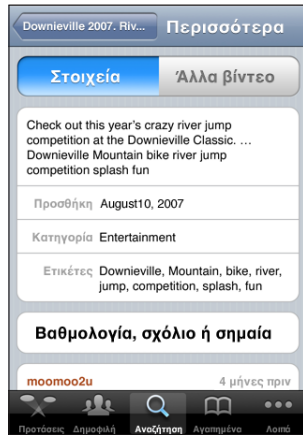 Downieville 2007. Riv... Περισσότερα
Στοιχεία Άλλα βίντεο
Check out this year's crazy river jump
competition at the Downieville Classic. ...
Downieville Mountain bike river jump
competition splash fun
Προσθήκη August10, 2007
Κατηγορία Entertainment
Ετικέτες Downieville, Mountain, bike, river,
jump, competition, splash, fun
Βαθμολογία, σχόλιο ή σημαία
moomoo2u 4 μήνες πριν
Προτάσεις Δημοφιλή Αναζήτηση Αγαπημένα Λοιπά